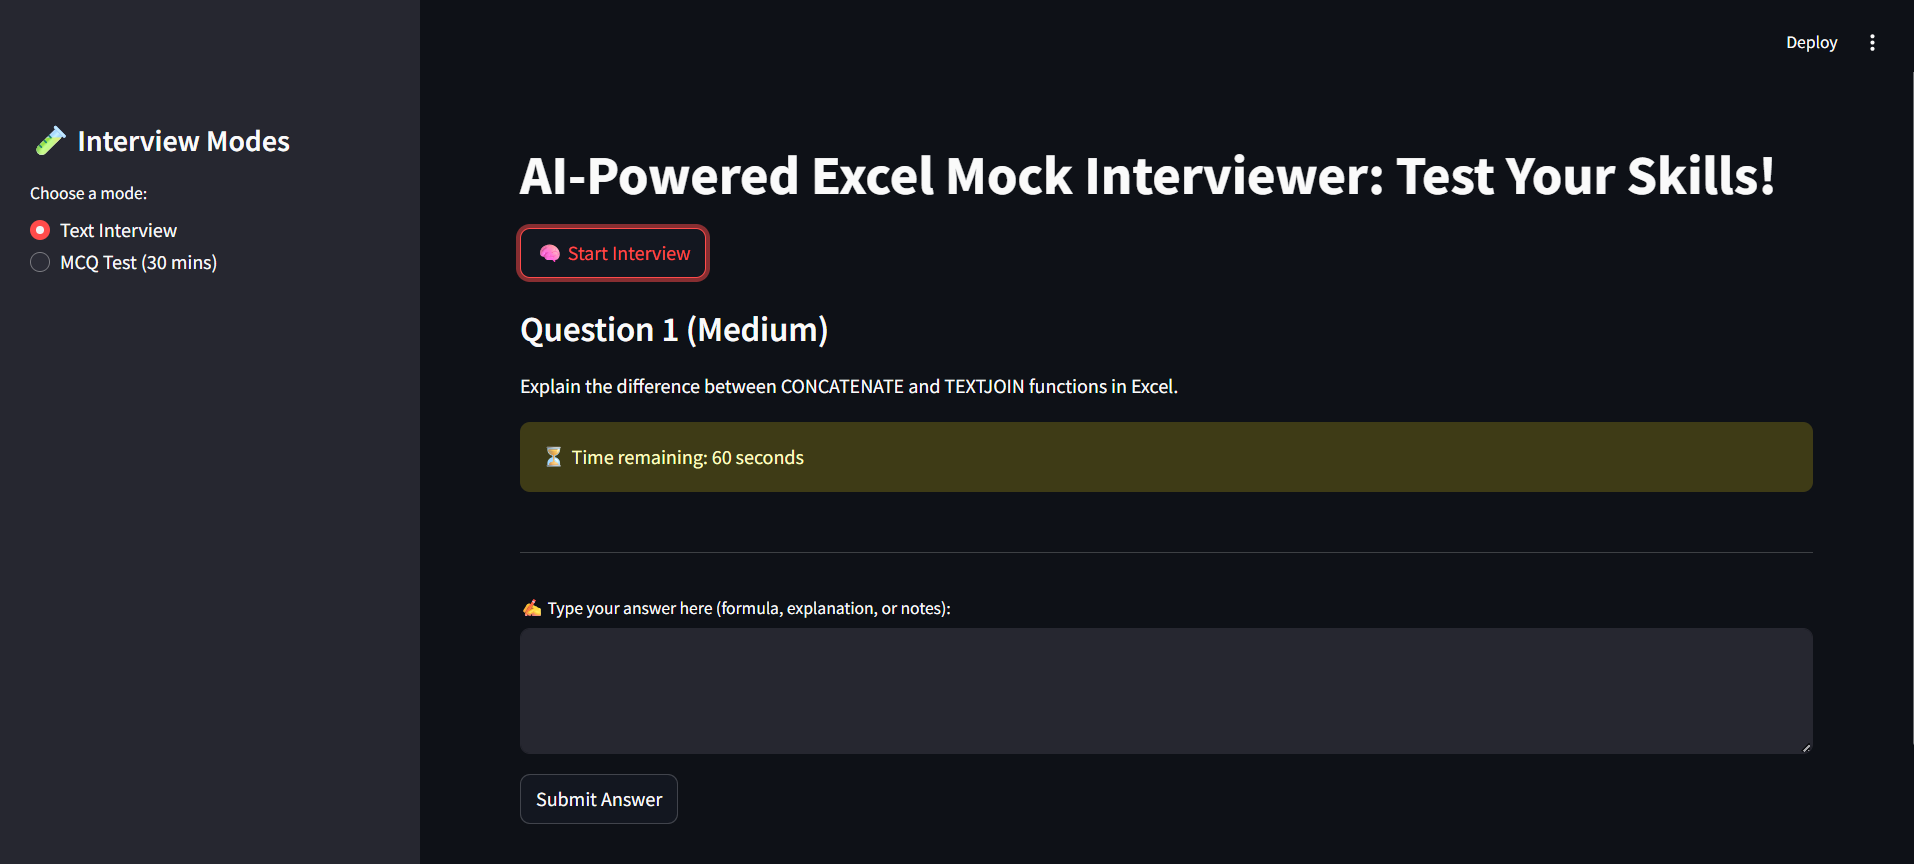 Deploy
🧪 Interview Modes
Choose a mode:
Text Interview
MCQ Test (30 mins)
AI-Powered Excel Mock Interviewer: Test Your Skills!
🧠 Start Interview
Question 1 (Medium)
Explain the difference between CONCATENATE and TEXTJOIN functions in Excel.
⏳ Time remaining: 60 seconds
✍️ Type your answer here (formula, explanation, or notes):
Submit Answer